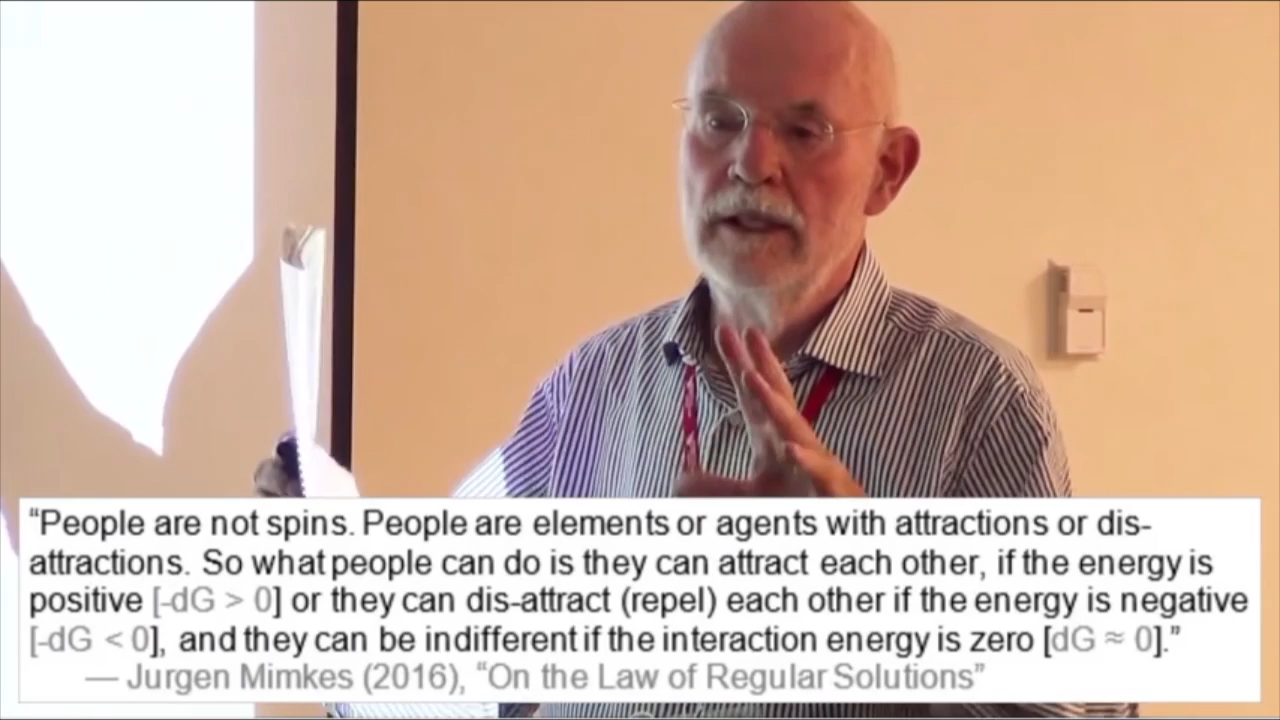 “People are not spins. People are elements or agents with attractions or dis-
attractions. So what people can do is they can attract each other, if the energy is
positive [-dG > 0] or they can dis-attract (repel) each other if the energy is negative
[-dG < 0], and they can be indifferent if the interaction energy is zero [dG ≈ 0].”
— Jurgen Mimkes (2016), “On the Law of Regular Solutions”